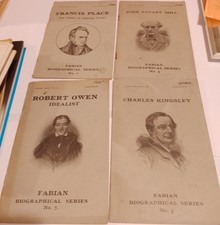 FRANCIS PLACE
FABIAN
BIOGRAPHICAL SERIES
No. 1
JOHN STUART MILL
FABIAN
BIOGRAPHICAL SERIES
ROBERT OWEN
IDEALIST
FABIAN
BIOGRAPHICAL SERIES
No. 7.
CHARLES KINGSLEY
FABIAN
BIOGRAPHICAL SERIES